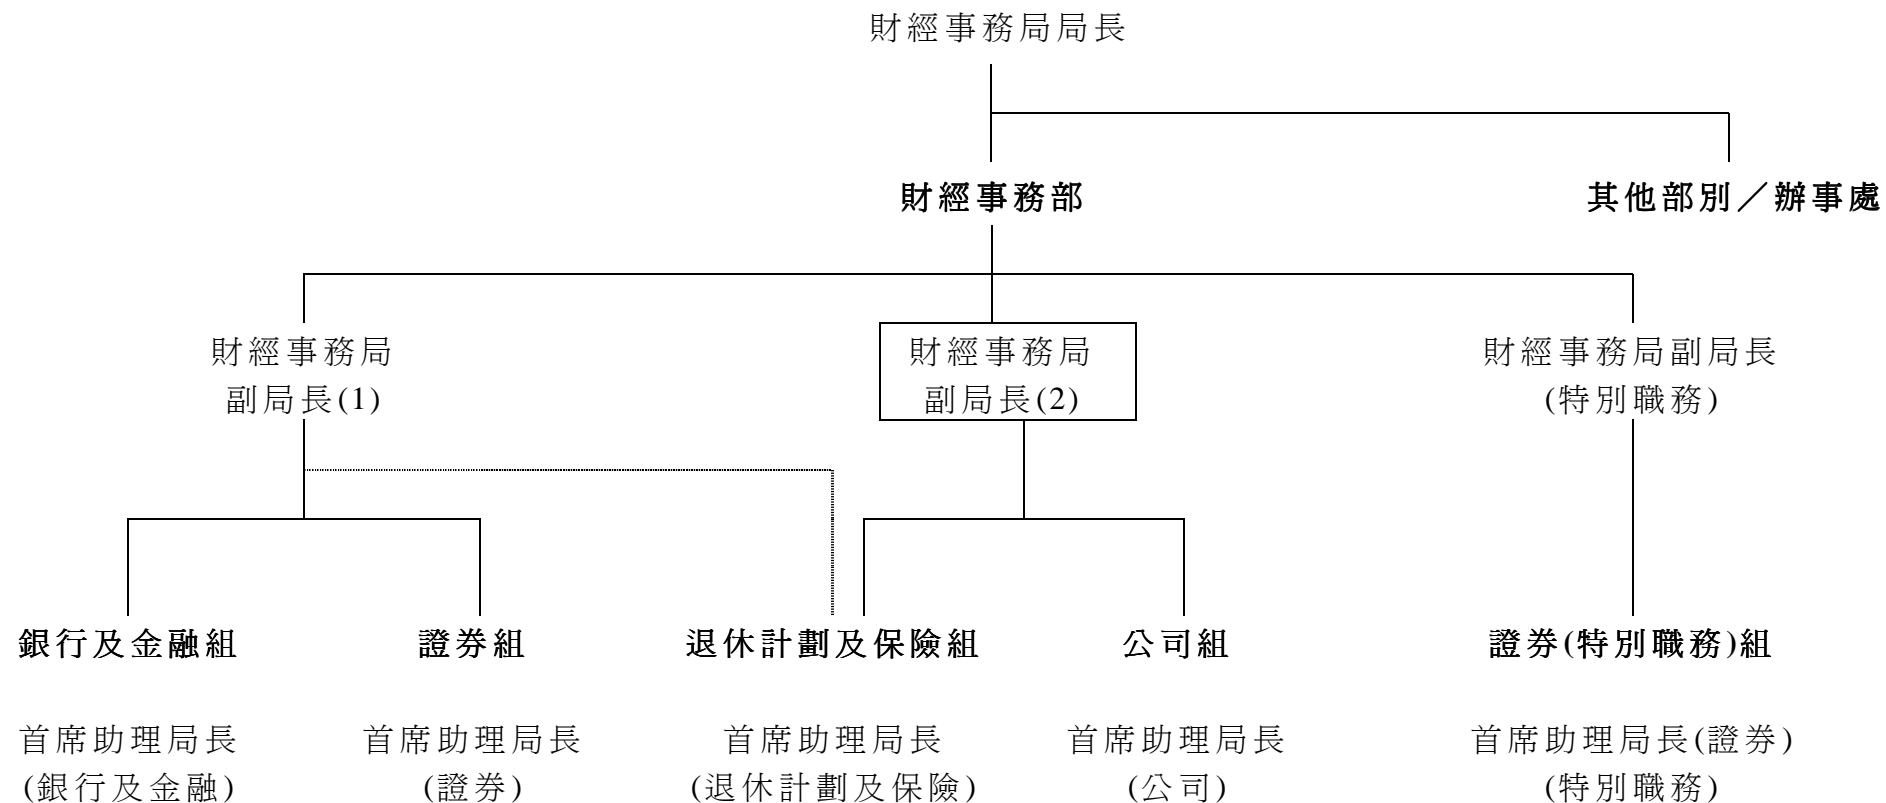 財經事務局局長
財經事務部
其他部別／辦事處
財經事務局
副局長(1)
財經事務局
副局長(2)
財經事務局副局長
(特別職務)
銀行及金融組
證券組
退休計劃及保險組
公司組
證券(特別職務)組
首席助理局長
(銀行及金融)
首席助理局長
(證券)
首席助理局長
(退休計劃及保險)
首席助理局長
(公司)
首席助理局長(證券)
(特別職務)